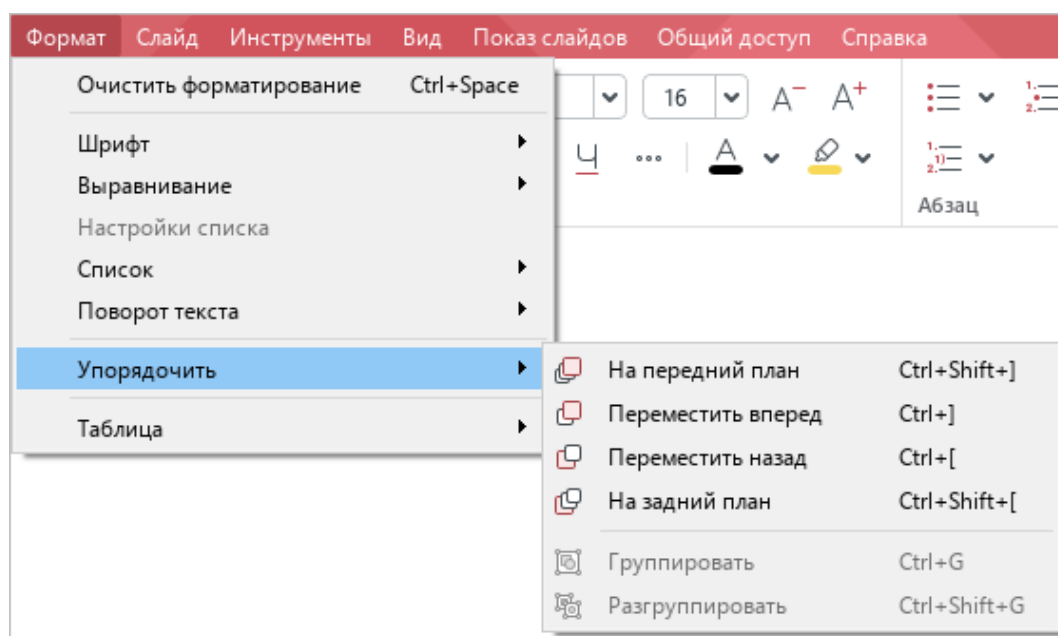 Формат Слайд Инструменты Вид Показ слайдов Общий доступ Справка
Очистить форматирование Ctrl+Space
16 A− A+
Шрифт
Ч ••• A
Выравнивание
Абзац
Настройки списка
Список
Поворот текста
Упорядочить
На передний план Ctrl+Shift+]
Переместить вперед Ctrl+]
Таблица
Переместить назад Ctrl+[
На задний план Ctrl+Shift+[
Группировать Ctrl+G
Разгруппировать Ctrl+Shift+G